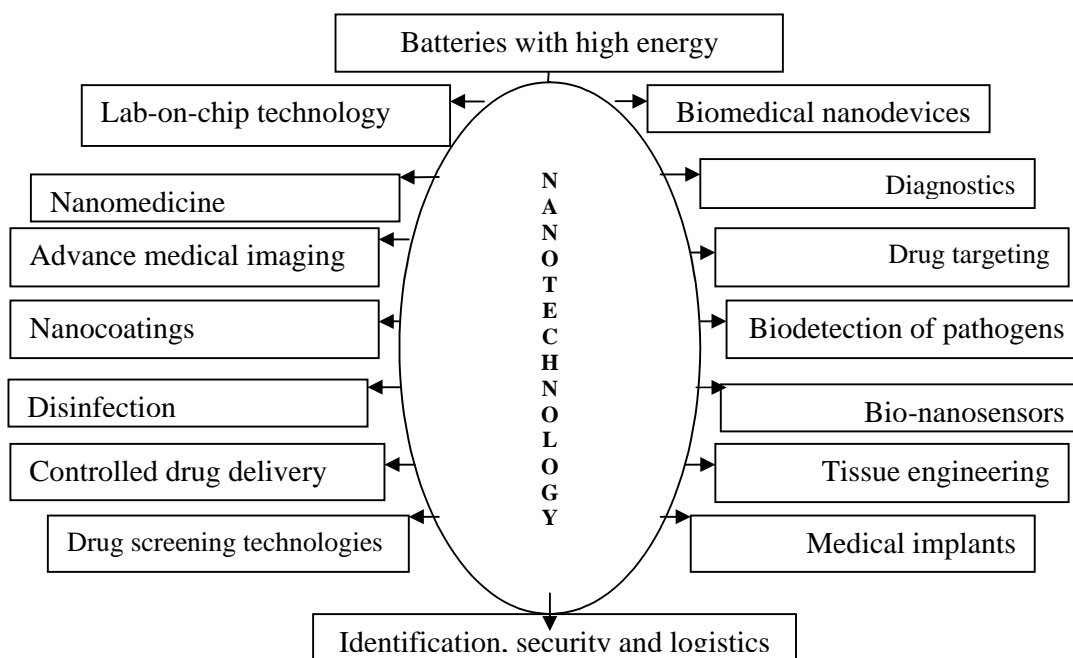 Batteries with high energy
Lab-on-chip technology
Biomedical nanodevices
Nanomedicine
Diagnostics
Advance medical imaging
Drug targeting
Nanocoatings
Biodetection of pathogens
Disinfection
Bio-nanosensors
Controlled drug delivery
Tissue engineering
Drug screening technologies
Medical implants
NANOTECHNOLOGY
Identification, security and logistics